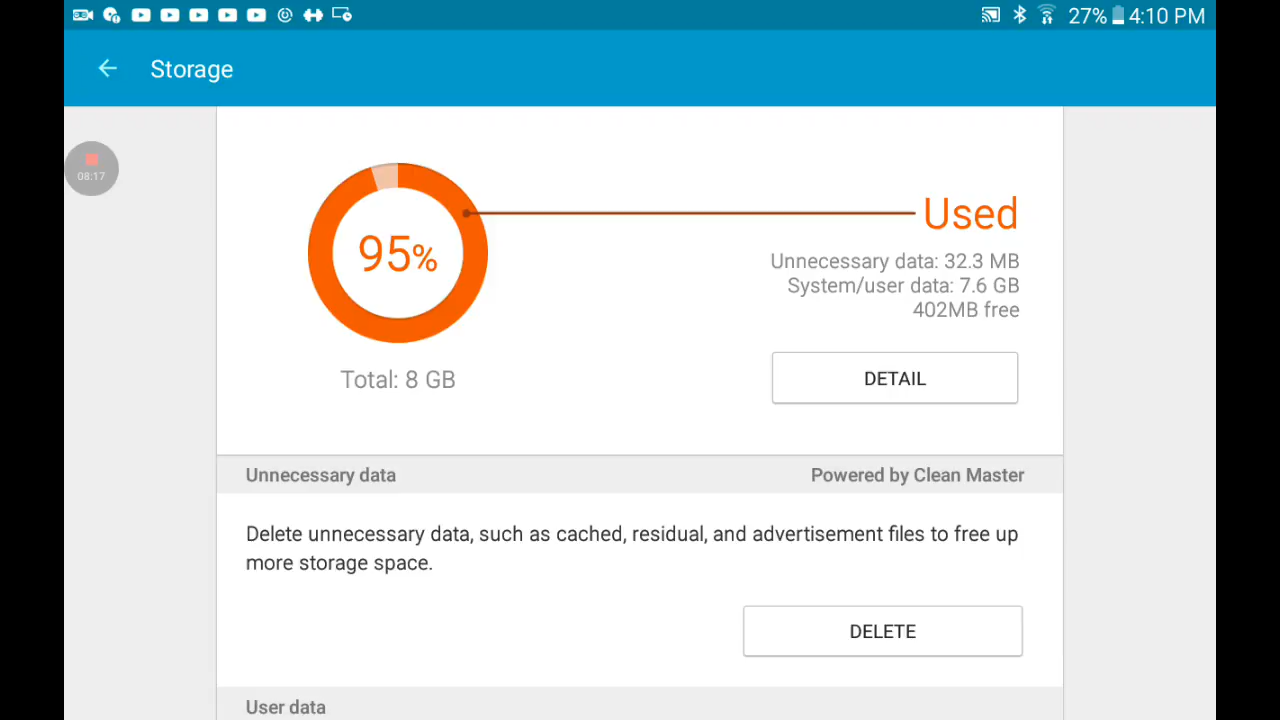 27% 4:10 PM
Storage
08:17
95%
Used
Unnecessary data: 32.3 MB
System/user data: 7.6 GB
402MB free
Total: 8 GB
DETAIL
Unnecessary data Powered by Clean Master
Delete unnecessary data, such as cached, residual, and advertisement files to free up
more storage space.
DELETE
User data